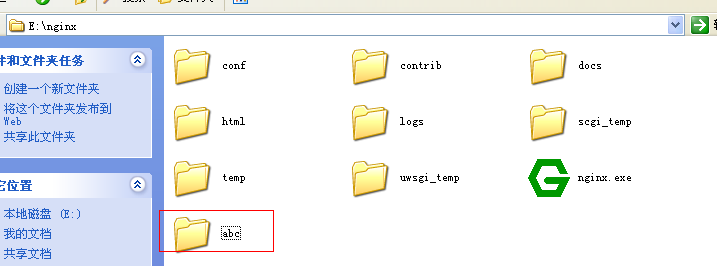 E:\nginx
件和文件夹任务
创建一个新文件夹
将这个文件夹发布到
Web
共享此文件夹
它位置
本地磁盘 (E:)
我的文档
共享文档
conf
contrib
docs
html
logs
scgi_temp
temp
uwsgi_temp
nginx.exe
abc